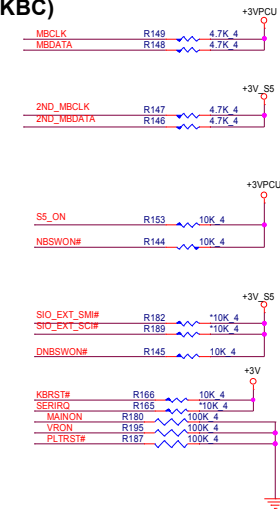 KBC)
+3VPCU
MBCLK R149 4.7K_4
MBDATA R148 4.7K_4
+3V_S5
2ND_MBCLK R147 4.7K_4
2ND_MBDATA R146 4.7K_4
+3VPCU
S5_ON R153 10K_4
NBSWON# R144 10K_4
+3V_S5
SIO_EXT_SMI# R182 *10K_4
SIO_EXT_SCI# R189 *10K_4
DNBSWON# R145 10K_4
+3V
KBRST# R166 10K_4
SERIRQ R165 *10K_4
MAINON R180 100K_4
VRON R195 100K_4
PLTRST# R187 100K_4